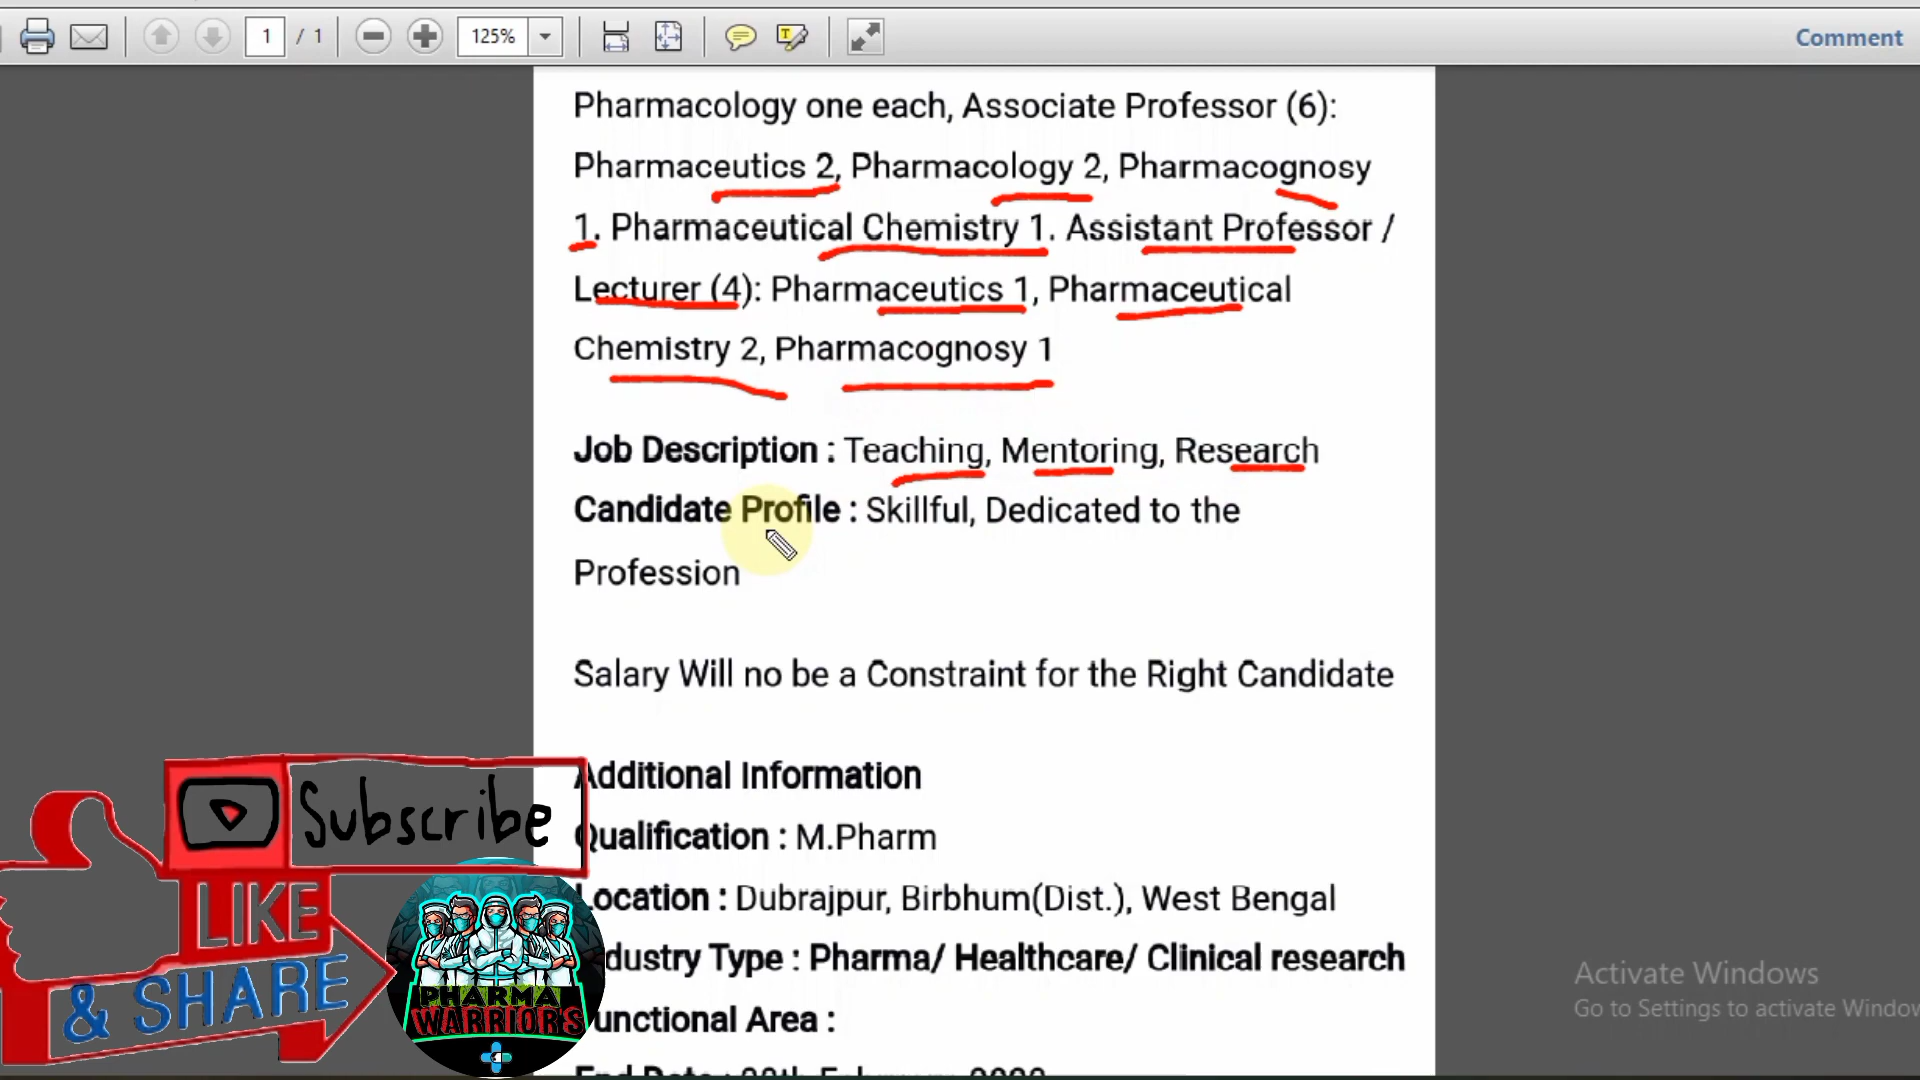 1 / 1
125%
Comment
Pharmacology one each, Associate Professor (6):
Pharmaceutics 2, Pharmacology 2, Pharmacognosy
1. Pharmaceutical Chemistry 1. Assistant Professor /
Lecturer (4): Pharmaceutics 1, Pharmaceutical
Chemistry 2, Pharmacognosy 1
Job Description : Teaching, Mentoring, Research
Candidate Profile : Skillful, Dedicated to the
Profession
Salary Will no be a Constraint for the Right Candidate
Additional Information
Qualification : M.Pharm
Location : Dubrajpur, Birbhum(Dist.), West Bengal
dustry Type : Pharma/ Healthcare/ Clinical research
unctional Area :
End Date :
Subscribe
LIKE
& SHARE
PHARMA
WARRIOR'S
Activate Windows
Go to Settings to activate Window